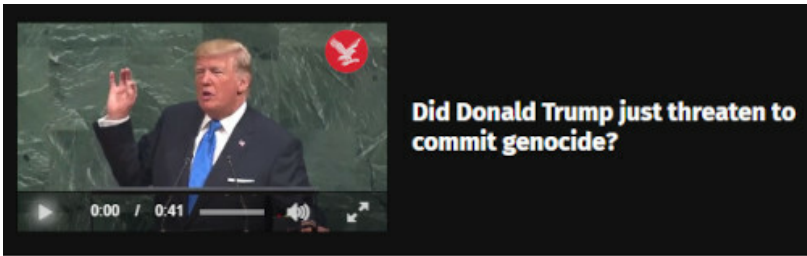 0:00 / 0:41
Did Donald Trump just threaten to
commit genocide?